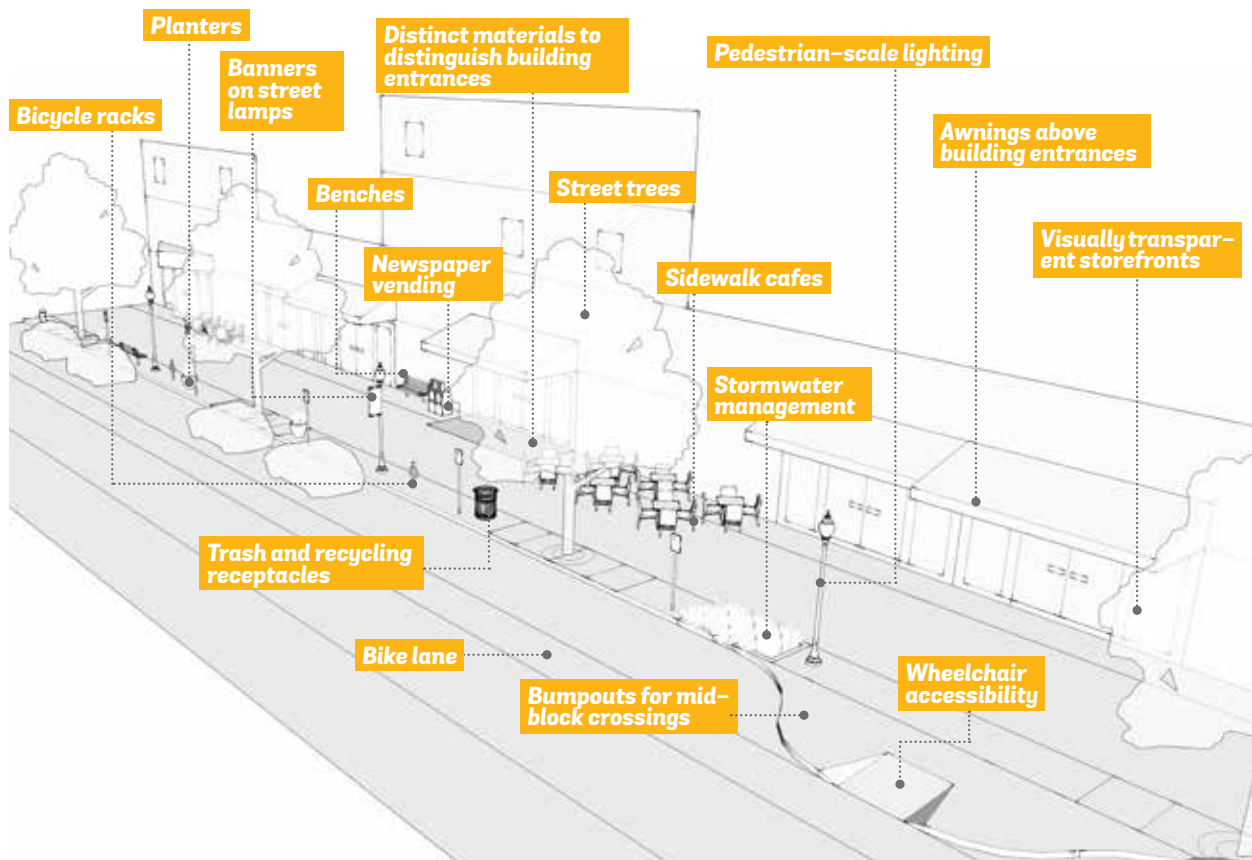 Planters
Distinct materials to
distinguish building
entrances
Pedestrian-scale lighting
Banners
on street
lamps
Bicycle racks
Awnings above
building entrances
Benches
Street trees
Visually transpar-
ent storefronts
Newspaper
vending
Sidewalk cafes
Stormwater
management
Trash and recycling
receptacles
Bike lane
Wheelchair
accessibility
Bumpouts for mid-
block crossings